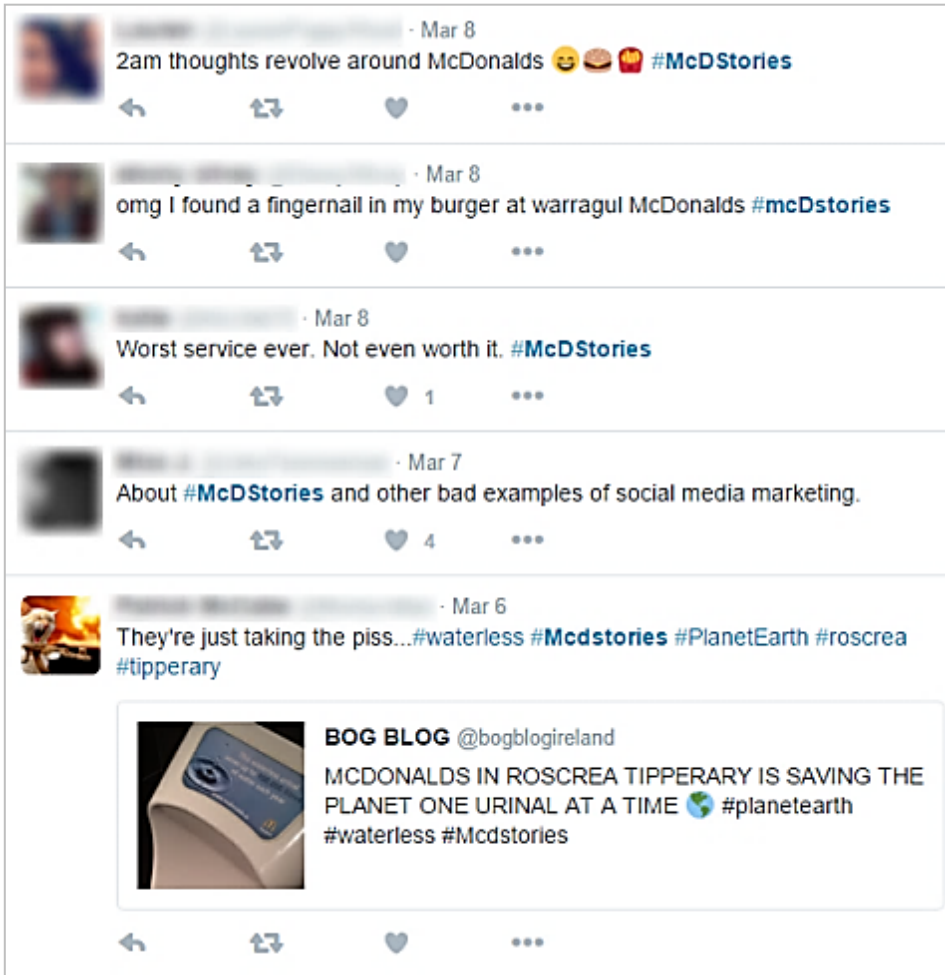 · Mar 8
2am thoughts revolve around McDonalds 😄 🍔 🍟 #McDStories
· Mar 8
omg I found a fingernail in my burger at warragul McDonalds #mcDstories
· Mar 8
Worst service ever. Not even worth it. #McDStories
1
· Mar 7
About #McDStories and other bad examples of social media marketing.
4
· Mar 6
They're just taking the piss...#waterless #Mcdstories #PlanetEarth #roscrea
#tipperary
BOG BLOG @bogblogireland
MCDONALDS IN ROSCREA TIPPERARY IS SAVING THE
PLANET ONE URINAL AT A TIME 🌎 #planetearth
#waterless #Mcdstories